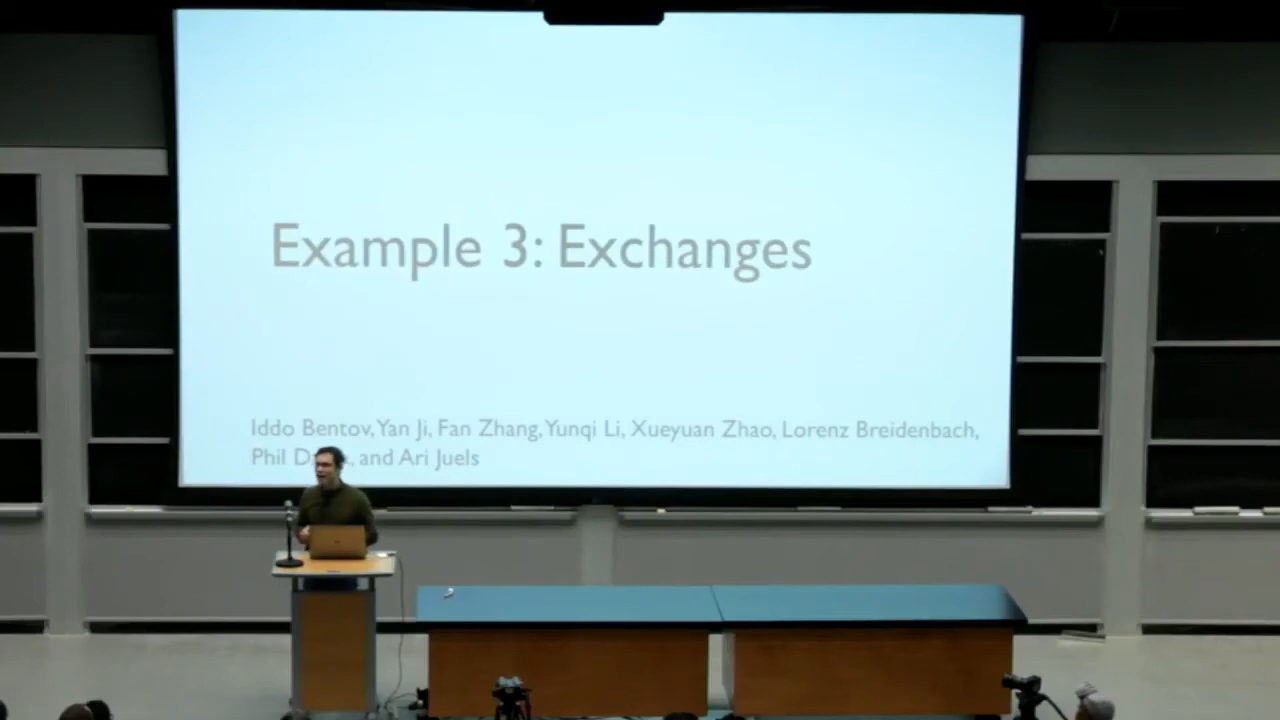 Example 3: Exchanges
Iddo Bentov, Yan Ji, Fan Zhang, Yunqi Li, Xueyuan Zhao, Lorenz Breidenbach,
Phil and Ari Juels